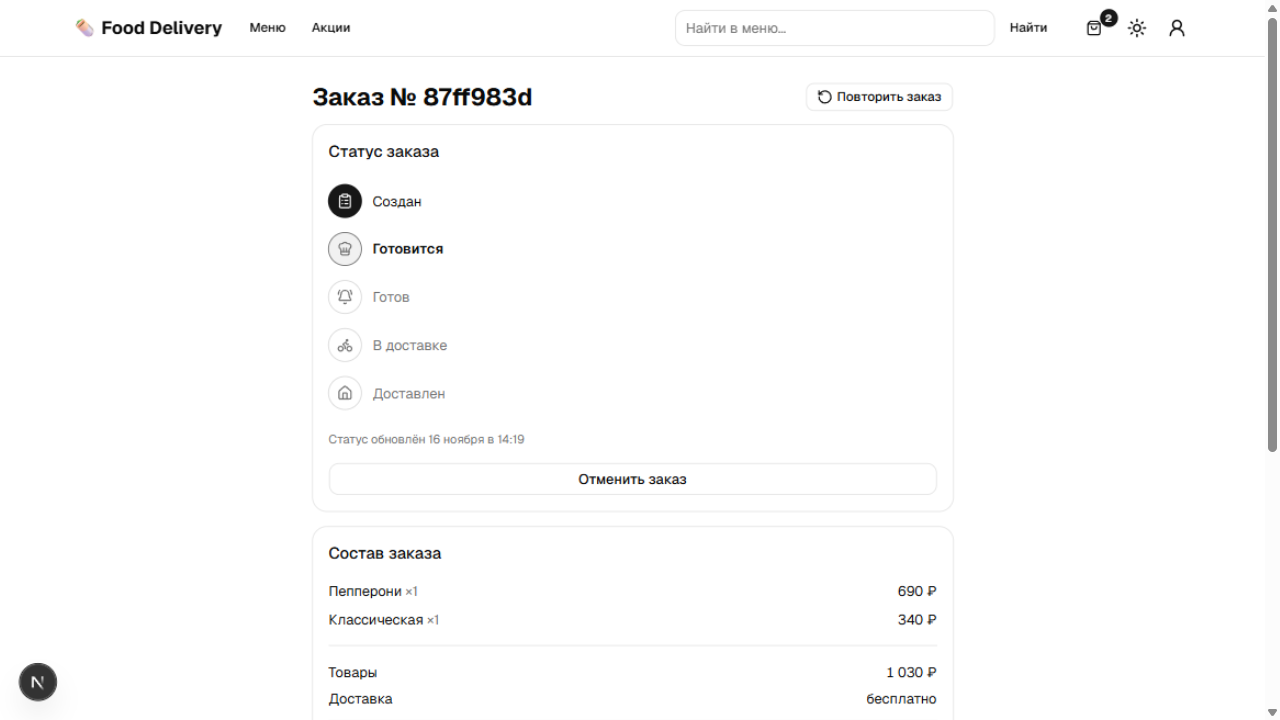 Food Delivery
Меню
Акции
Найти в меню...
Найти
2
Заказ № 87ff983d
Повторить заказ
Статус заказа
Создан
Готовится
Готов
В доставке
Доставлен
Статус обновлён 16 ноября в 14:19
Отменить заказ
Состав заказа
Пепперони ×1 690 ₽
Классическая ×1 340 ₽
Товары 1 030 ₽
Доставка бесплатно
N